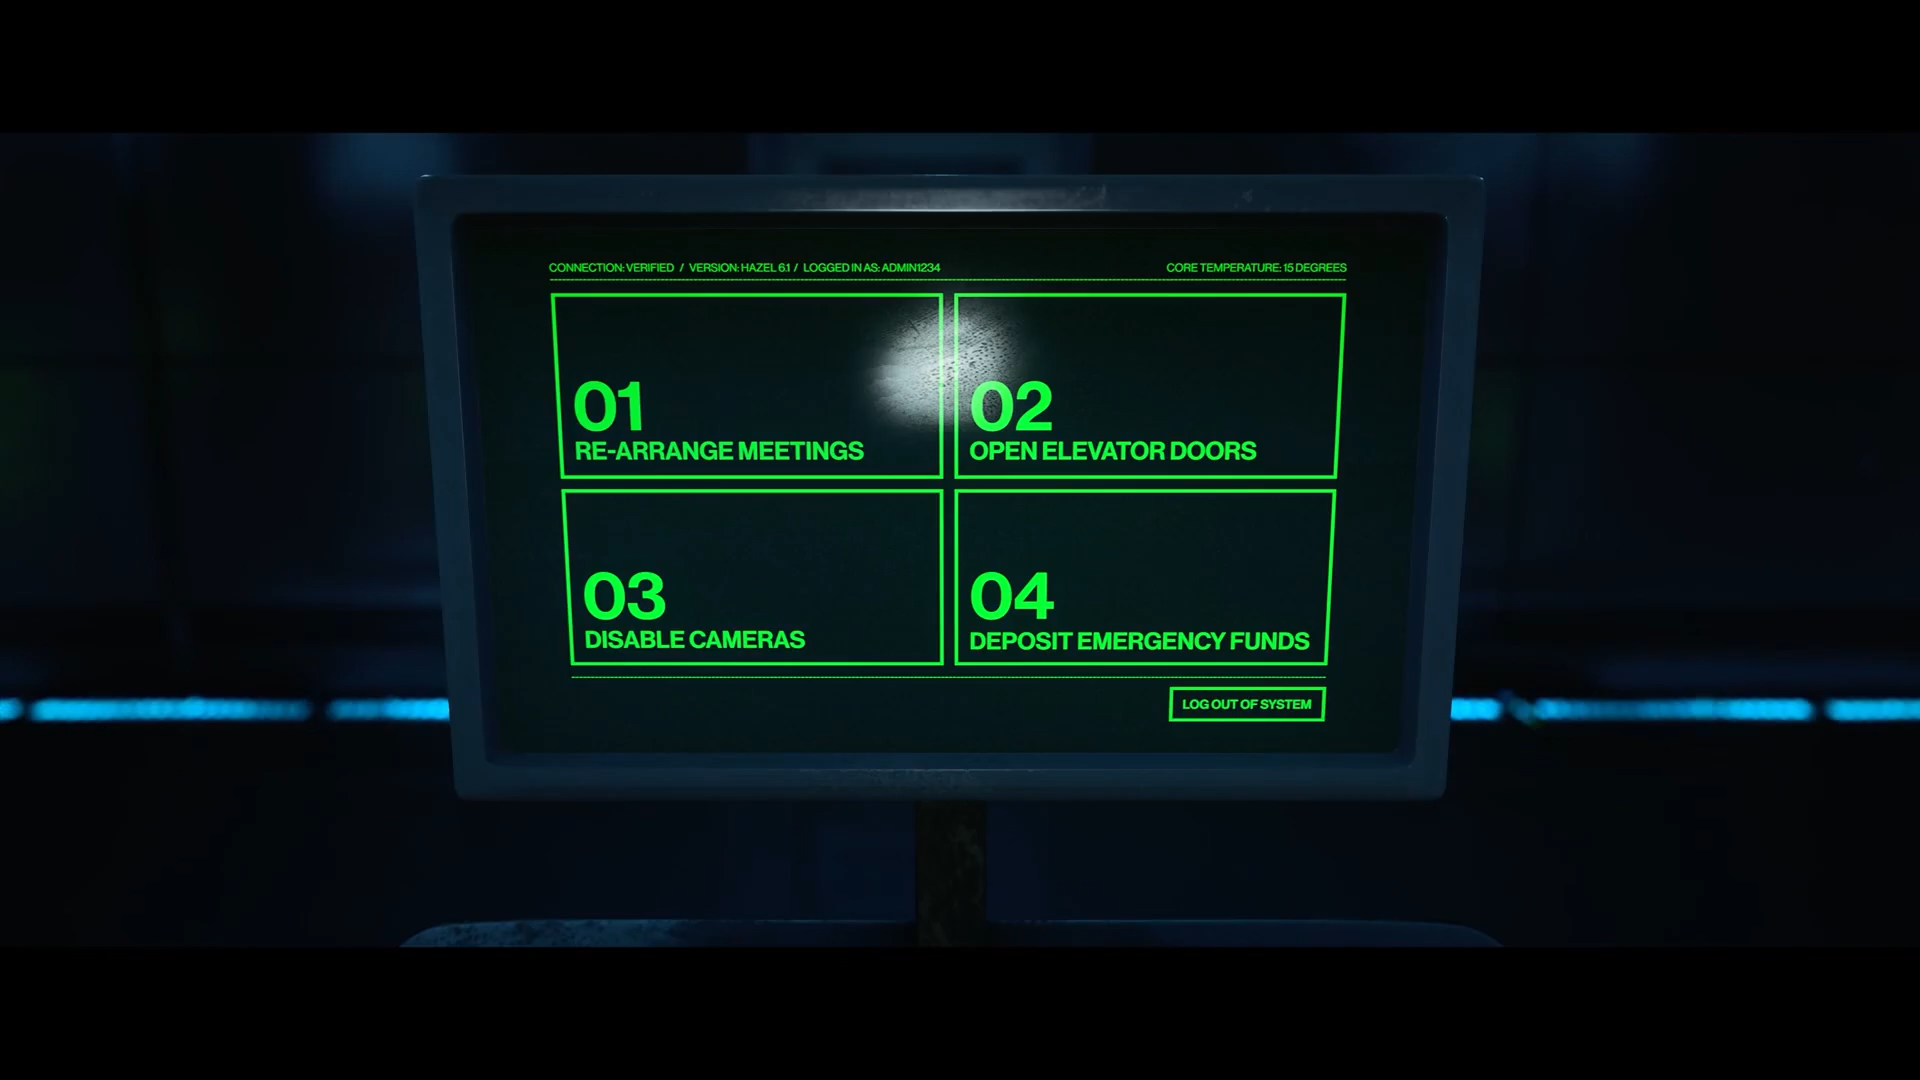 CONNECTION: VERIFIED / VERSION: HAZEL 6.1 / LOGGED IN AS: ADMIN1234
CORE TEMPERATURE: 15 DEGREES
01
RE-ARRANGE MEETINGS
02
OPEN ELEVATOR DOORS
03
DISABLE CAMERAS
04
DEPOSIT EMERGENCY FUNDS
LOG OUT OF SYSTEM